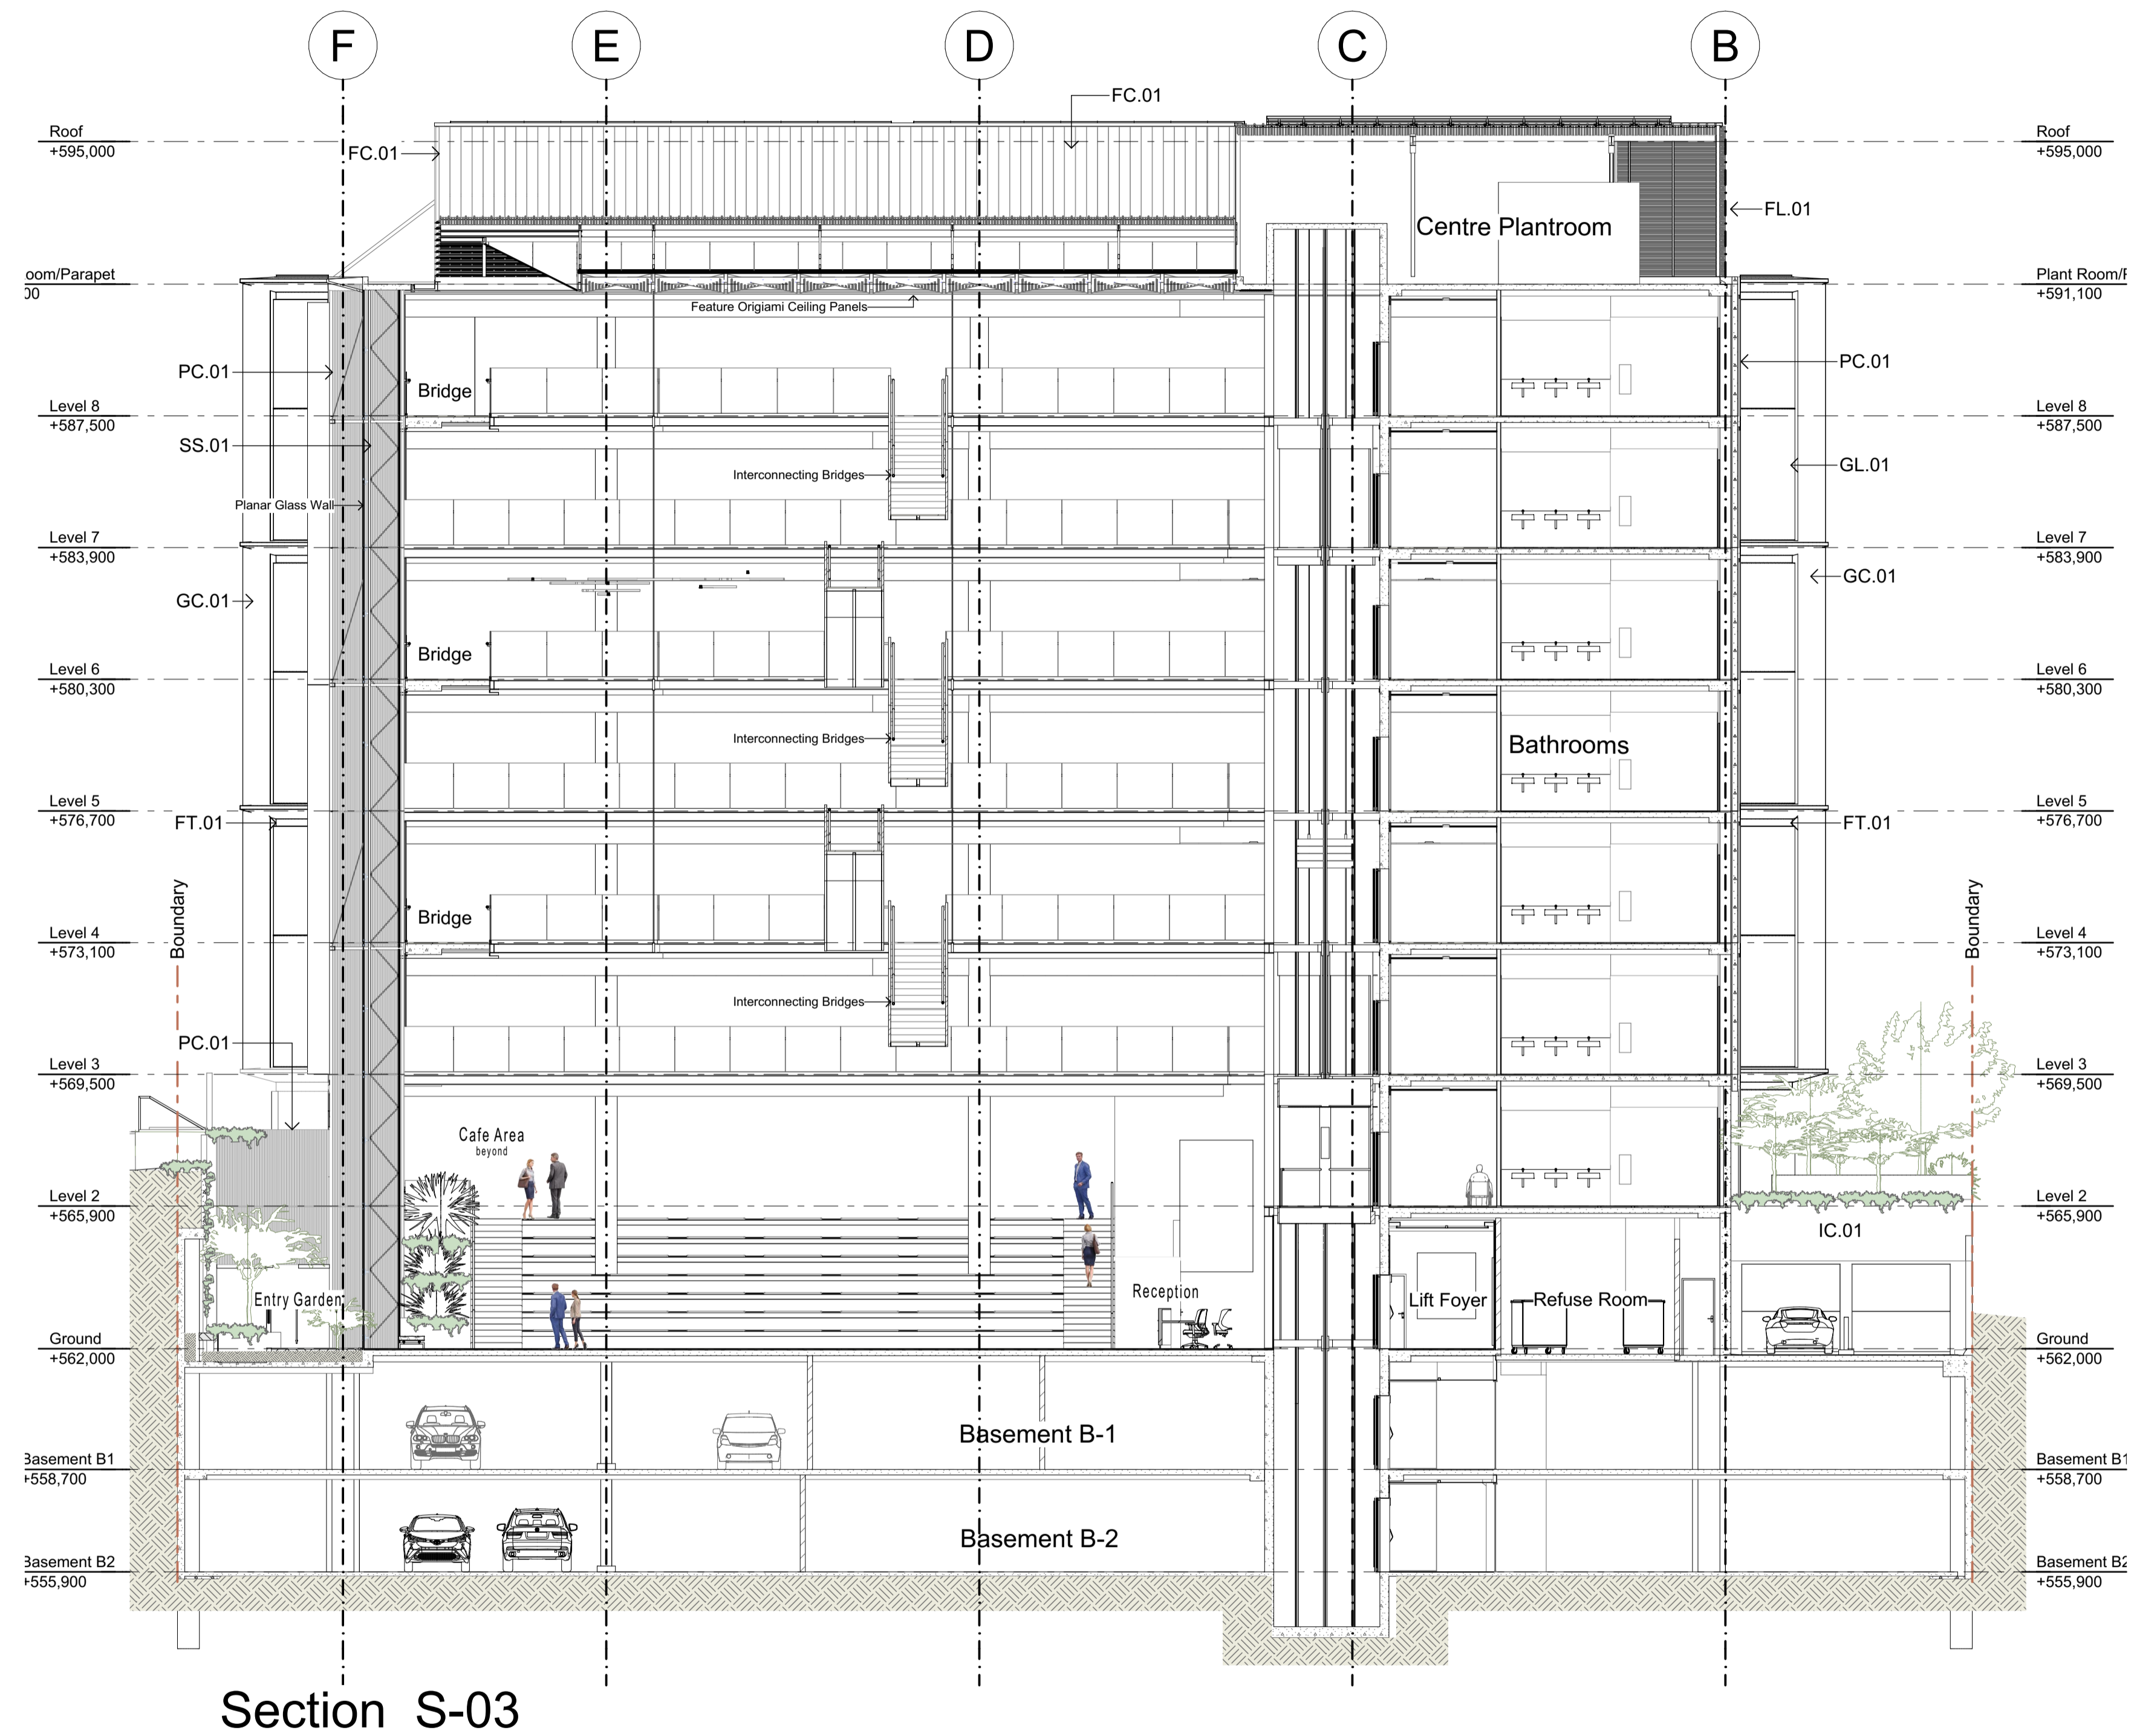 F E D C B
FC.01
Roof
+595,000
FC.01
Roof
+595,000
FL.01
Centre Plantroom
oom/Parapet
00
Plant Room/
+591,100
Feature Origiami Ceiling Panels
PC.01
PC.01
Bridge
Level 8
+587,500
Level 8
+587,500
SS.01
GL.01
Interconnecting Bridges
Planar Glass Wall
Level 7
+583,900
Level 7
+583,900
GC.01
GC.01
Bridge
Level 6
+580,300
Level 6
+580,300
Interconnecting Bridges
Bathrooms
Level 5
+576,700
Level 5
+576,700
FT.01
FT.01
Boundary
Boundary
Bridge
Level 4
+573,100
Level 4
+573,100
Interconnecting Bridges
PC.01
Level 3
+569,500
Level 3
+569,500
Cafe Area
beyond
Level 2
+565,900
Level 2
+565,900
IC.01
Entry Garden
Reception
Lift Foyer
Refuse Room
Ground
+562,000
Ground
+562,000
Basement B-1
Basement B1
+558,700
Basement B1
+558,700
Basement B-2
Basement B2
+555,900
Basement B2
+555,900
Section S-03